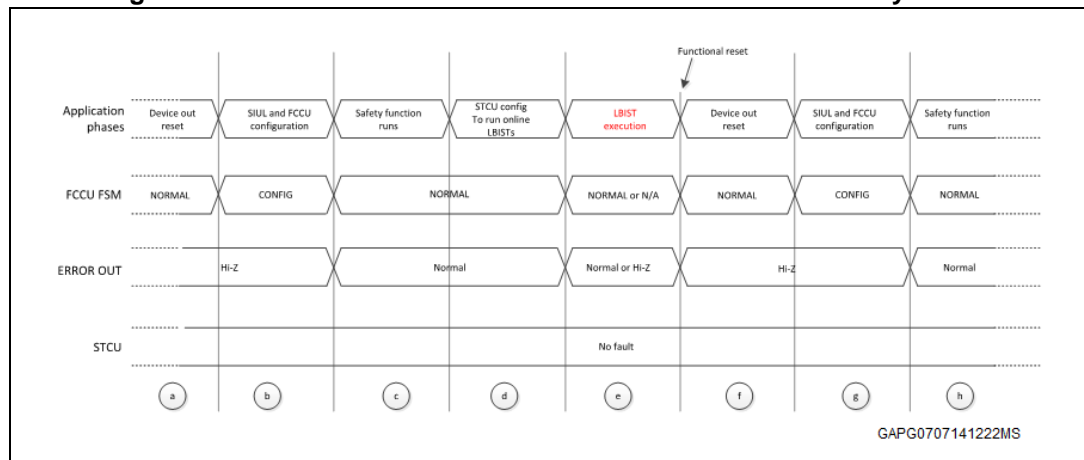 Functional reset
Application
phases
Device out
reset
SIUL and FCCU
configuration
Safety function
runs
STCU config
To run online
LBISTs
LBIST
execution
Device out
reset
SIUL and FCCU
configuration
Safety function
runs
FCCU FSM
NORMAL
CONFIG
NORMAL
NORMAL or N/A
NORMAL
CONFIG
NORMAL
ERROR OUT
Hi-Z
Normal
Normal or Hi-Z
Hi-Z
Normal
STCU
No fault
a
b
c
d
e
f
g
h
GAPG0707141222MS